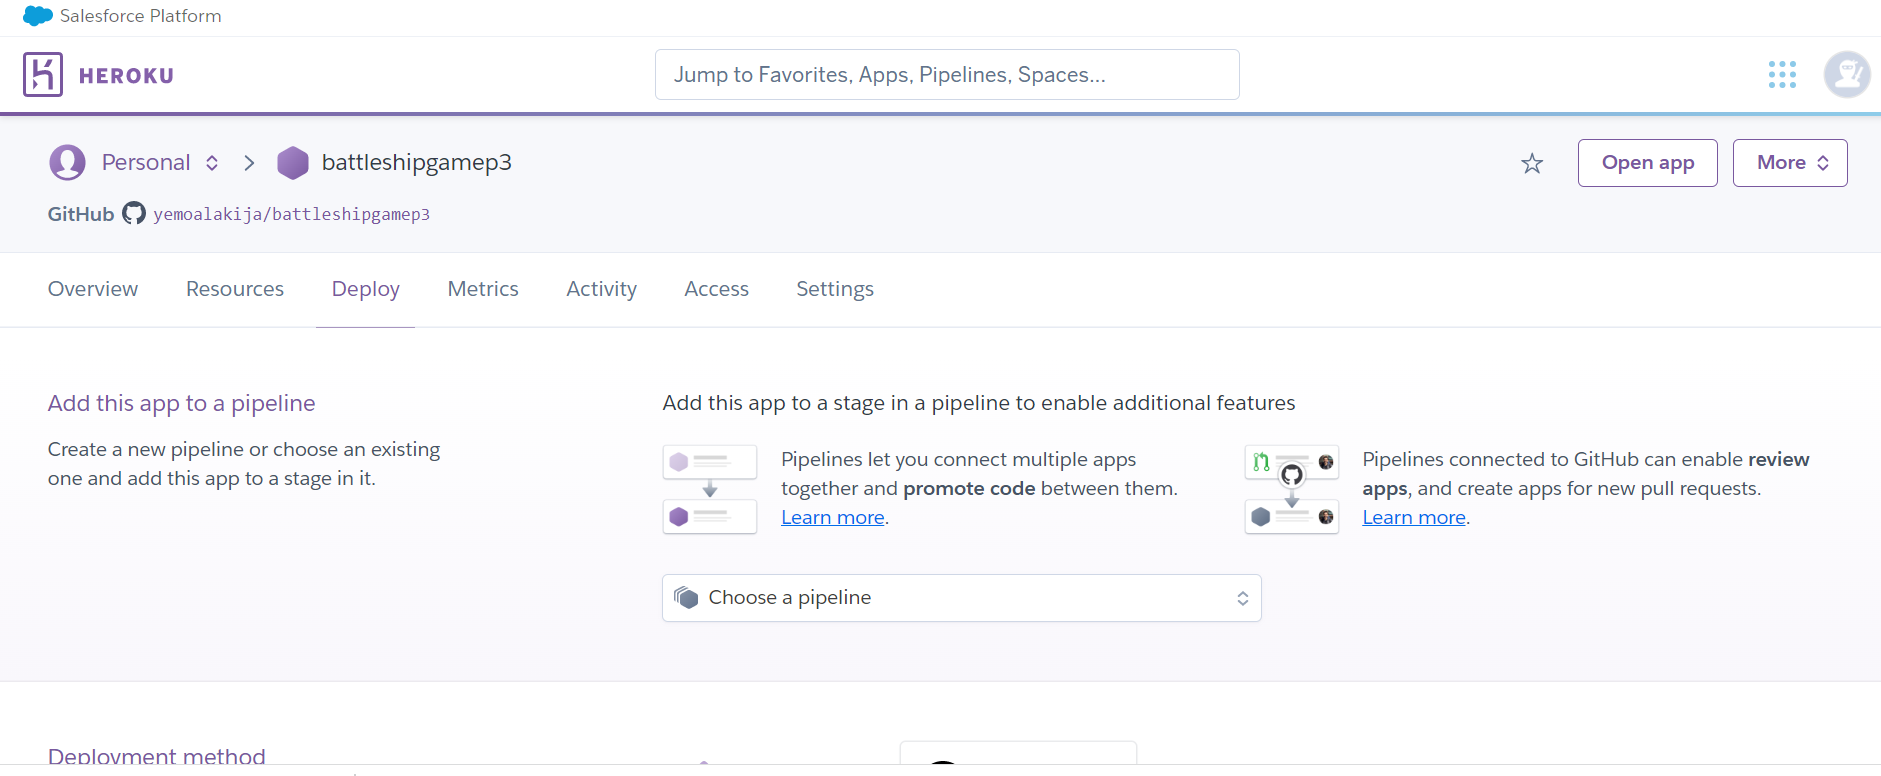 Salesforce Platform
HEROKU
Jump to Favorites, Apps, Pipelines, Spaces...
Personal
battleshipgamep3
Open app
More
GitHub yemoalakija/battleshipgamep3
Overview
Resources
Deploy
Metrics
Activity
Access
Settings
Add this app to a pipeline
Create a new pipeline or choose an existing
one and add this app to a stage in it.
Add this app to a stage in a pipeline to enable additional features
Pipelines let you connect multiple apps
together and promote code between them.
Learn more.
Pipelines connected to GitHub can enable review
apps, and create apps for new pull requests.
Learn more.
Choose a pipeline
Deployment method